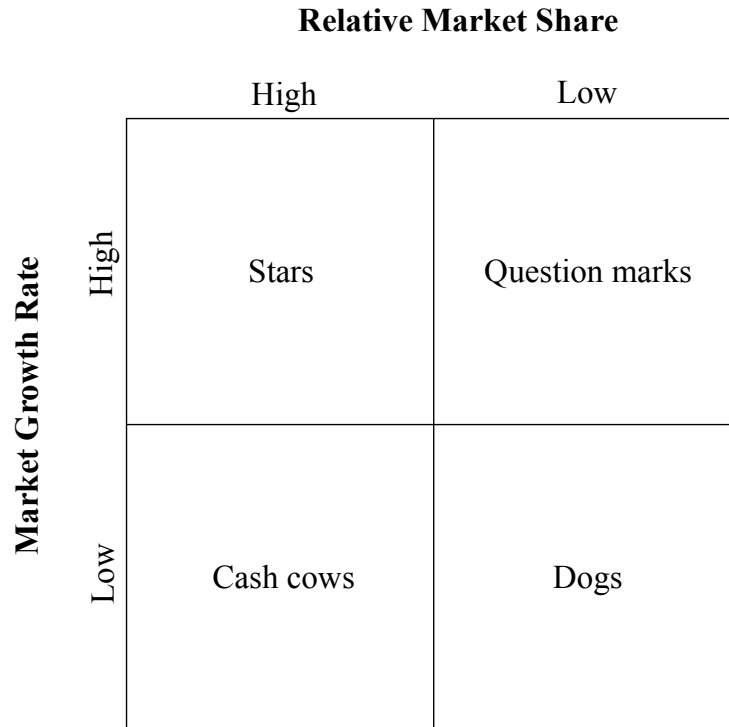 Relative Market Share
High
Low
Market Growth Rate
High
Stars
Question marks
Low
Cash cows
Dogs